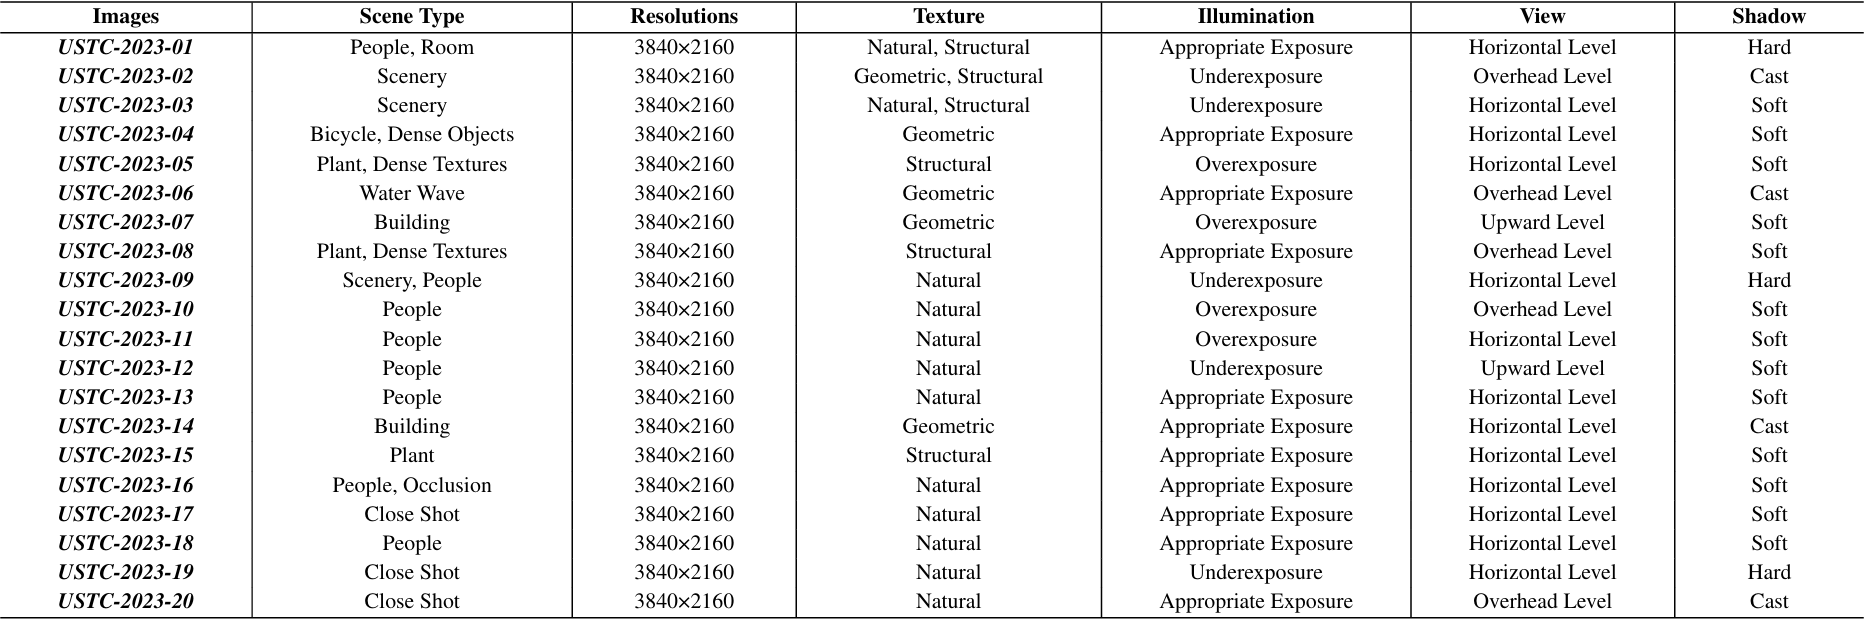 Images Scene Type Resolutions Texture Illumination View Shadow
USTC-2023-01 People, Room 3840×2160 Natural, Structural Appropriate Exposure Horizontal Level Hard
USTC-2023-02 Scenery 3840×2160 Geometric, Structural Underexposure Overhead Level Cast
USTC-2023-03 Scenery 3840×2160 Natural, Structural Underexposure Horizontal Level Soft
USTC-2023-04 Bicycle, Dense Objects 3840×2160 Geometric Appropriate Exposure Horizontal Level Soft
USTC-2023-05 Plant, Dense Textures 3840×2160 Structural Overexposure Horizontal Level Soft
USTC-2023-06 Water Wave 3840×2160 Geometric Appropriate Exposure Overhead Level Cast
USTC-2023-07 Building 3840×2160 Geometric Overexposure Upward Level Soft
USTC-2023-08 Plant, Dense Textures 3840×2160 Structural Appropriate Exposure Overhead Level Soft
USTC-2023-09 Scenery, People 3840×2160 Natural Underexposure Horizontal Level Hard
USTC-2023-10 People 3840×2160 Natural Overexposure Overhead Level Soft
USTC-2023-11 People 3840×2160 Natural Overexposure Horizontal Level Soft
USTC-2023-12 People 3840×2160 Natural Underexposure Upward Level Soft
USTC-2023-13 People 3840×2160 Natural Appropriate Exposure Horizontal Level Soft
USTC-2023-14 Building 3840×2160 Geometric Appropriate Exposure Horizontal Level Cast
USTC-2023-15 Plant 3840×2160 Structural Appropriate Exposure Horizontal Level Soft
USTC-2023-16 People, Occlusion 3840×2160 Natural Appropriate Exposure Horizontal Level Soft
USTC-2023-17 Close Shot 3840×2160 Natural Appropriate Exposure Horizontal Level Soft
USTC-2023-18 People 3840×2160 Natural Appropriate Exposure Horizontal Level Soft
USTC-2023-19 Close Shot 3840×2160 Natural Underexposure Horizontal Level Hard
USTC-2023-20 Close Shot 3840×2160 Natural Appropriate Exposure Overhead Level Cast